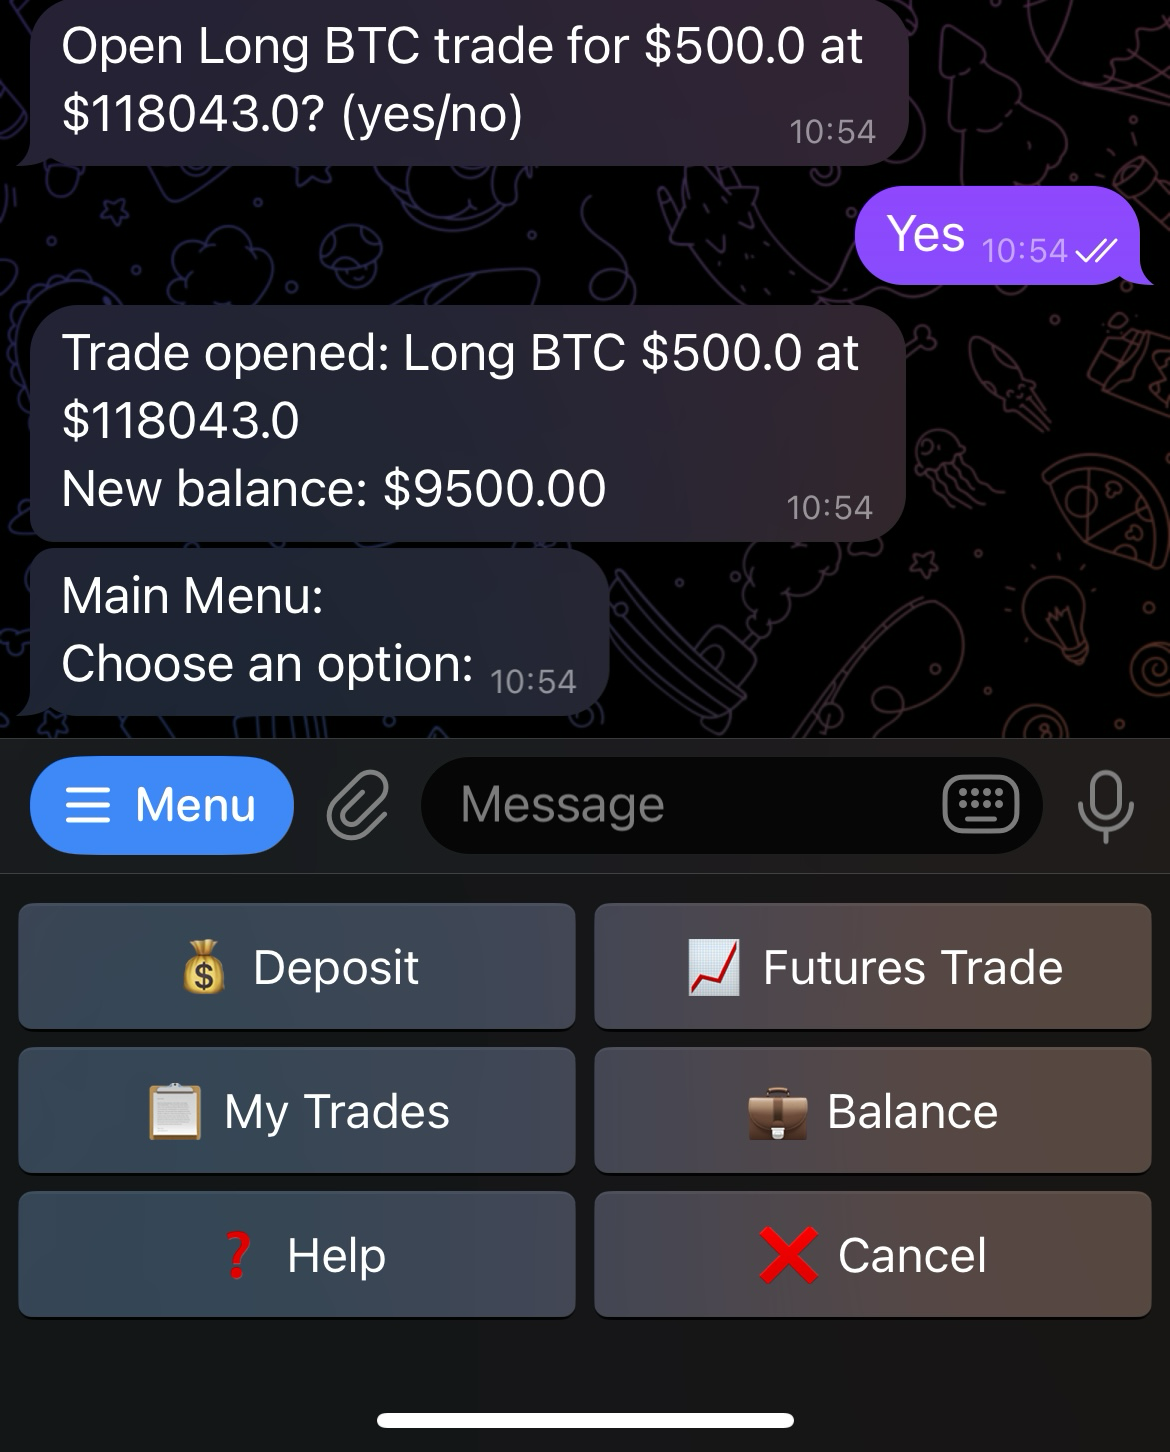 Open Long BTC trade for $500.0 at
$118043.0? (yes/no)
10:54
Yes 10:54
Trade opened: Long BTC $500.0 at
$118043.0
New balance: $9500.00
10:54
Main Menu:
Choose an option: 10:54
Menu
Message
Deposit
Futures Trade
My Trades
Balance
Help
Cancel